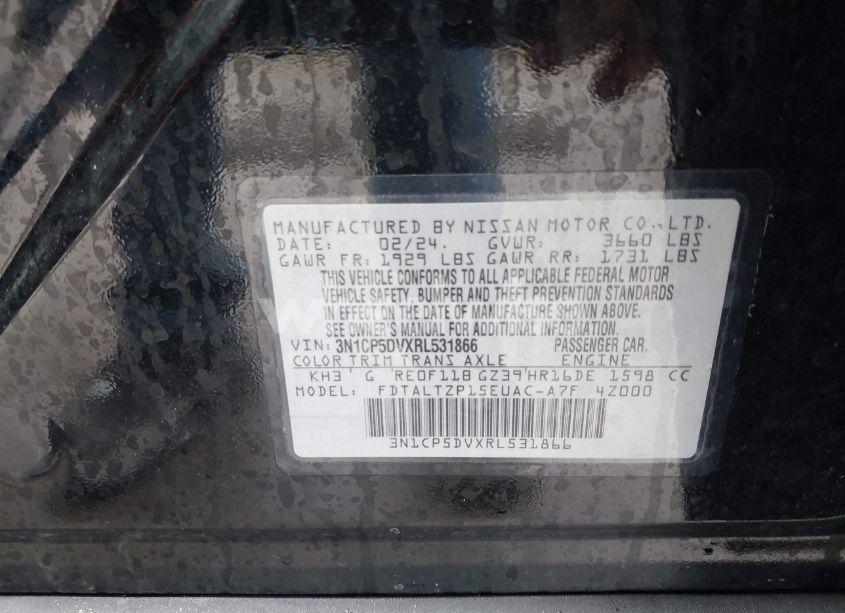 MANUFACTURED BY NISSAN MOTOR CO., LTD.
DATE: 02/24. GVWR: 3660 LBS
GAWR FR: 1929 LBS GAWR RR: 1731 LBS
THIS VEHICLE CONFORMS TO ALL APPLICABLE FEDERAL MOTOR
VEHICLE SAFETY, BUMPER AND THEFT PREVENTION STANDARDS
IN EFFECT ON THE DATE OF MANUFACTURE SHOWN ABOVE.
SEE OWNER'S MANUAL FOR ADDITIONAL INFORMATION.
VIN: 3N1CP5DVXRL531866 PASSENGER CAR.
COLOR TRIM TRANS AXLE ENGINE
KH3 G RE0F11B GZ39 HR16DE 1598 CC
MODEL: FDTALTZP15EUAC-A7F 4Z000
3N1CP5DVXRL531866